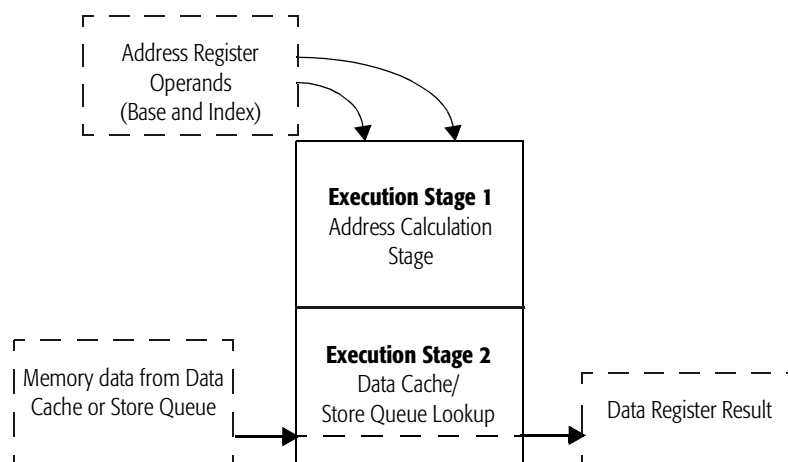 Address Register
Operands
(Base and Index)
Execution Stage 1
Address Calculation
Stage
Execution Stage 2
Data Cache/
Store Queue Lookup
Memory data from Data
Cache or Store Queue
Data Register Result